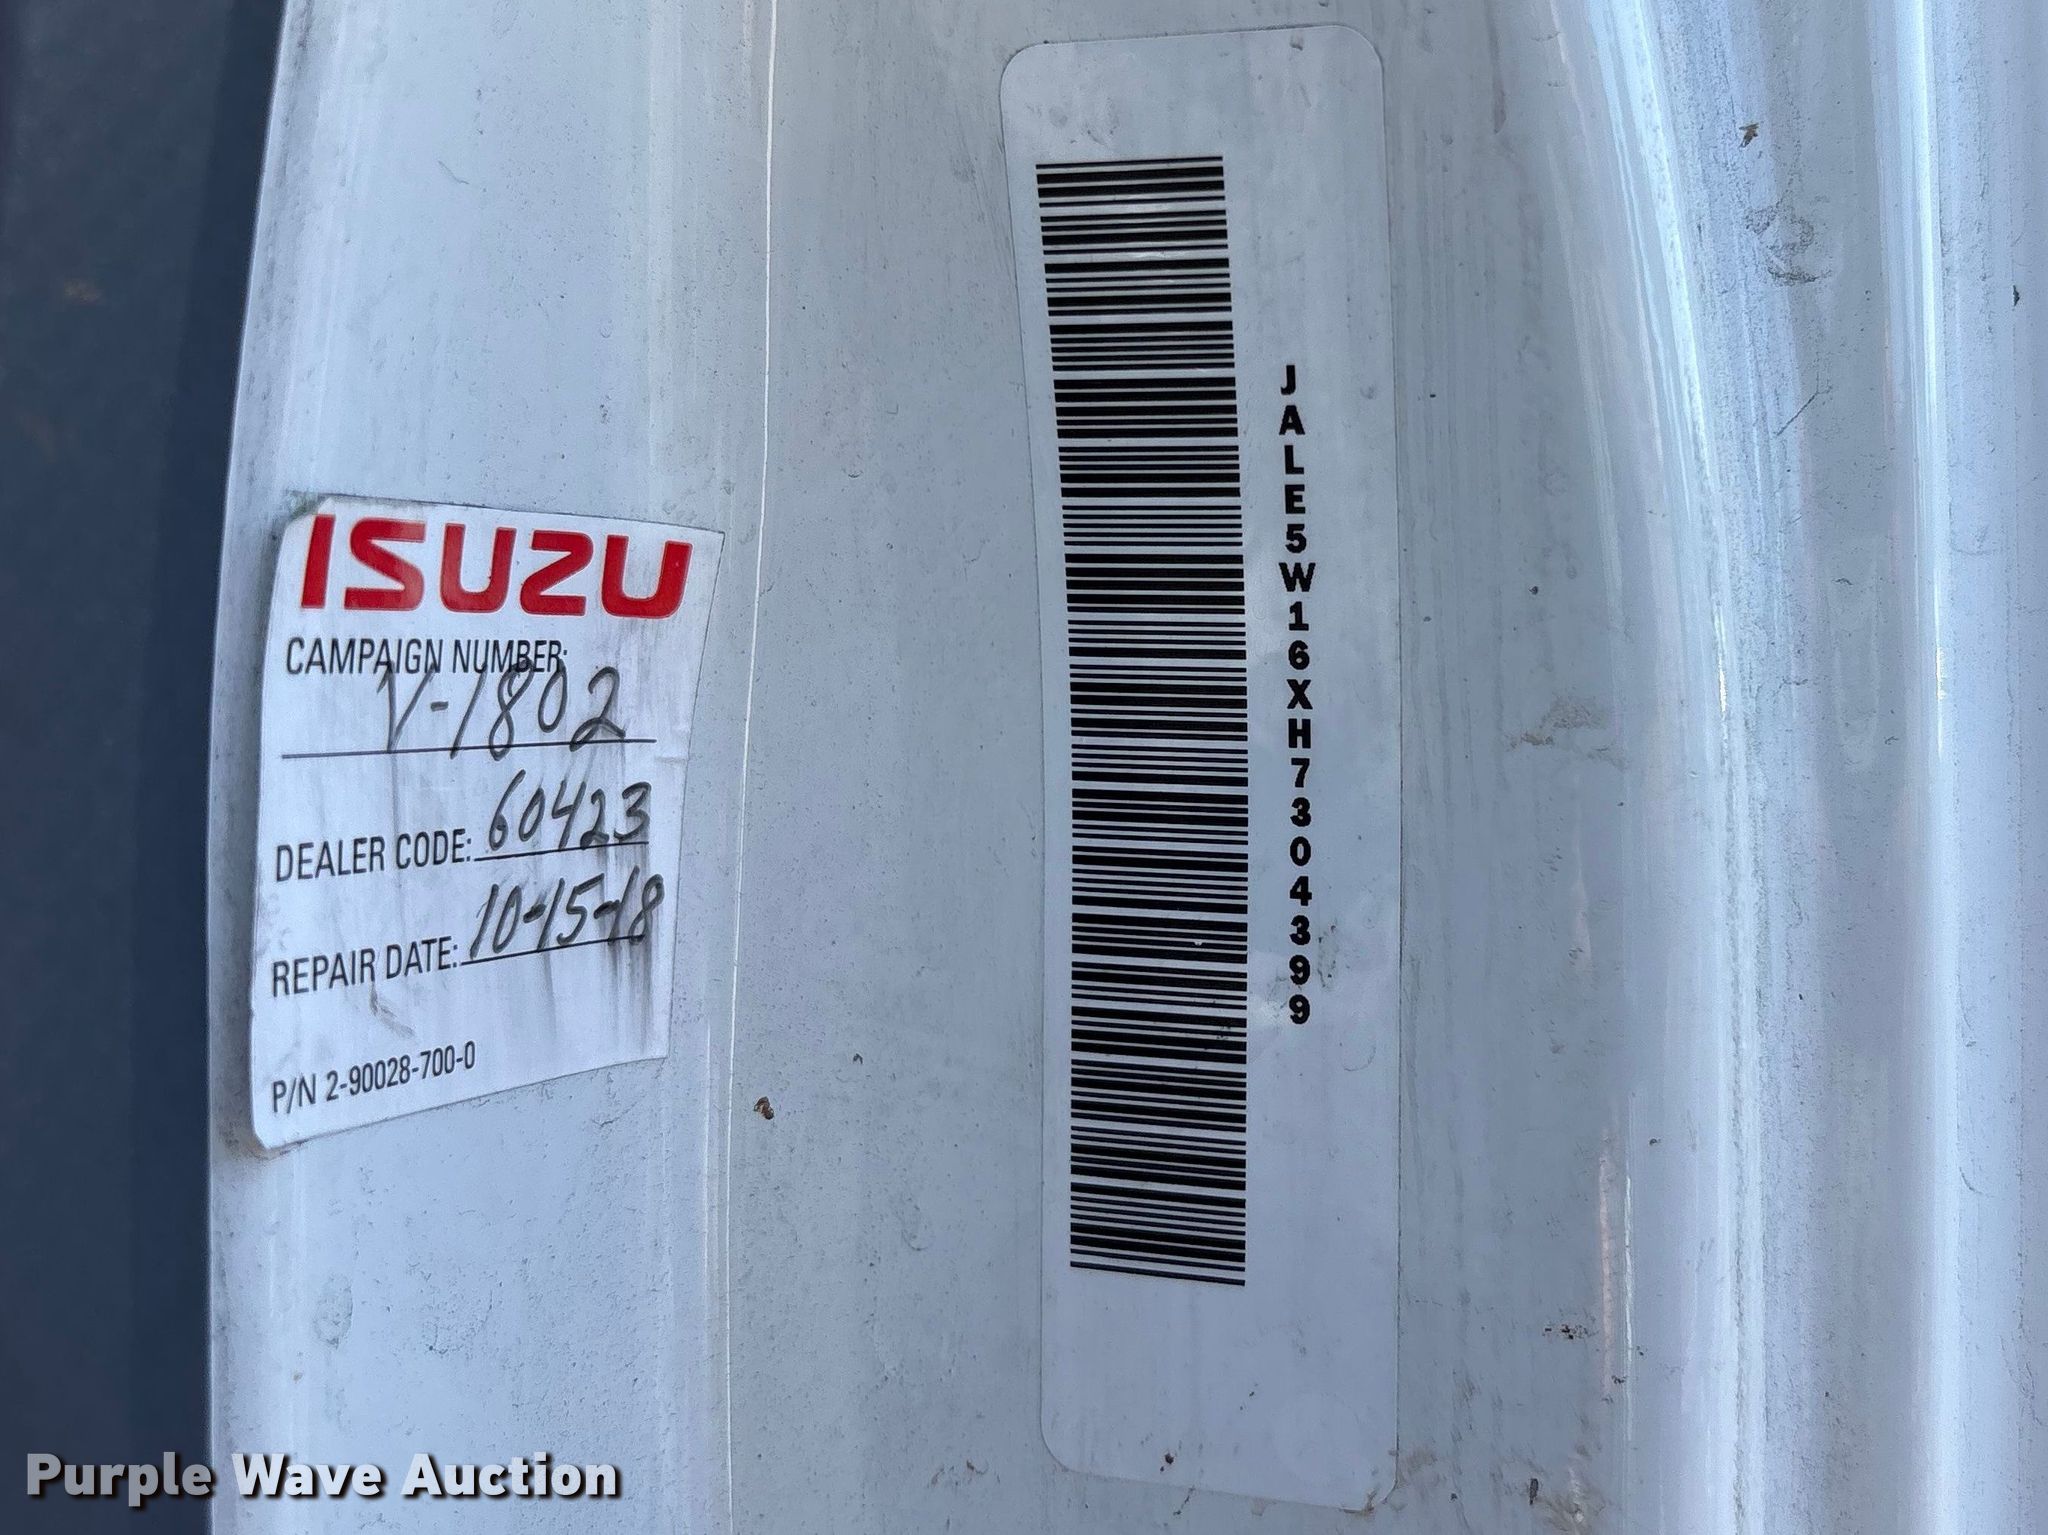 ISUZU
CAMPAIGN NUMBER:
V-1802
DEALER CODE: 60423
REPAIR DATE: 10-15-18
P/N 2-90028-700-0
JALE5W16XH7304399
Purple Wave Auction